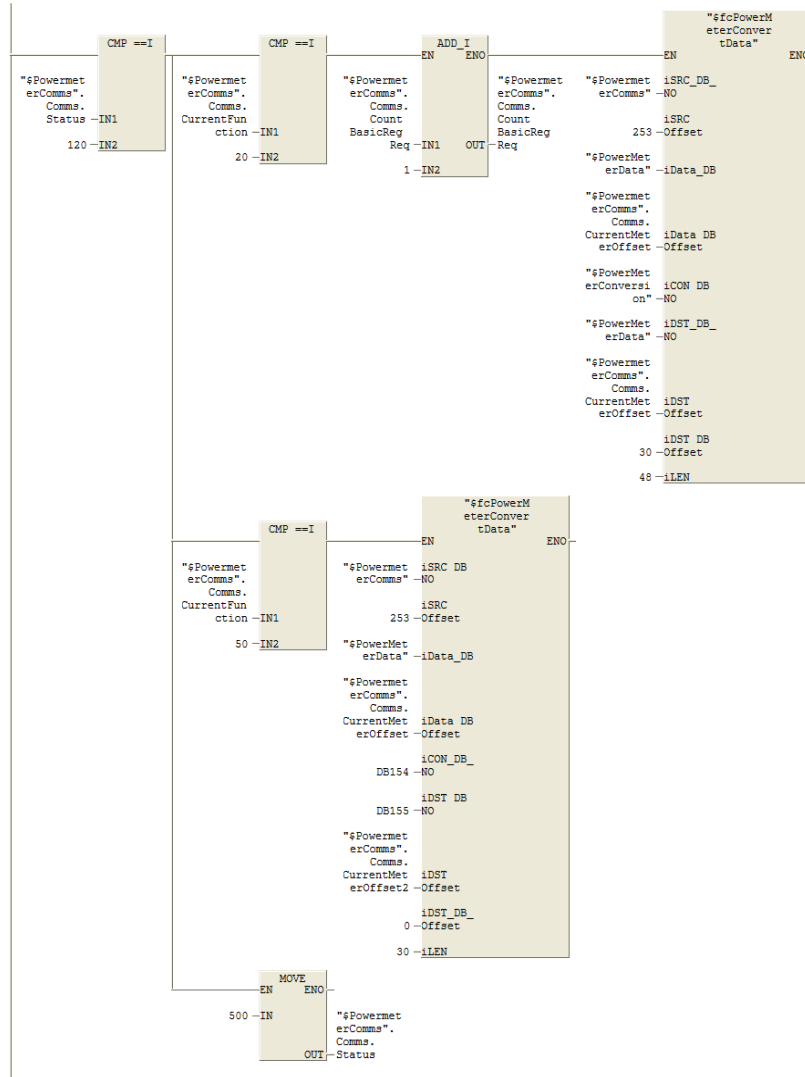 "$fcPowerM
eterConver
tData"
CMP ==I
CMP ==I
ADD_I
EN ENO
EN ENO
"$Powermet
erComms".
Comms.
Status
IN1
120
IN2
"$Powermet
erComms".
Comms.
CurrentFun
ction
IN1
20
IN2
"$Powermet
erComms".
Comms.
Count
BasicReg
Req
IN1
1
IN2
OUT
"$Powermet
erComms".
Comms.
Count
BasicReg
Req
"$Powermet
erComms"
iSRC_DB_
NO
iSRC
253
Offset
"$PowerMet
erData"
iData_DB
"$Powermet
erComms".
Comms.
CurrentMet
erOffset
iData DB
Offset
"$PowerMet
erConversi
on"
iCON DB
NO
"$PowerMet
erData"
iDST_DB_
NO
"$Powermet
erComms".
Comms.
CurrentMet
erOffset
iDST
Offset
iDST DB
30
Offset
48
iLEN
CMP ==I
"$Powermet
erComms".
Comms.
CurrentFun
ction
IN1
50
IN2
"$fcPowerM
eterConver
tData"
EN ENO
"$Powermet
erComms"
iSRC DB
NO
iSRC
253
Offset
"$PowerMet
erData"
iData_DB
"$Powermet
erComms".
Comms.
CurrentMet
erOffset
iData DB
Offset
iCON_DB_
DB154
NO
iDST DB
DB155
NO
"$Powermet
erComms".
Comms.
CurrentMet
erOffset2
iDST
Offset
iDST_DB_
0
Offset
30
iLEN
MOVE
EN ENO
500
IN
OUT
"$Powermet
erComms".
Comms.
Status